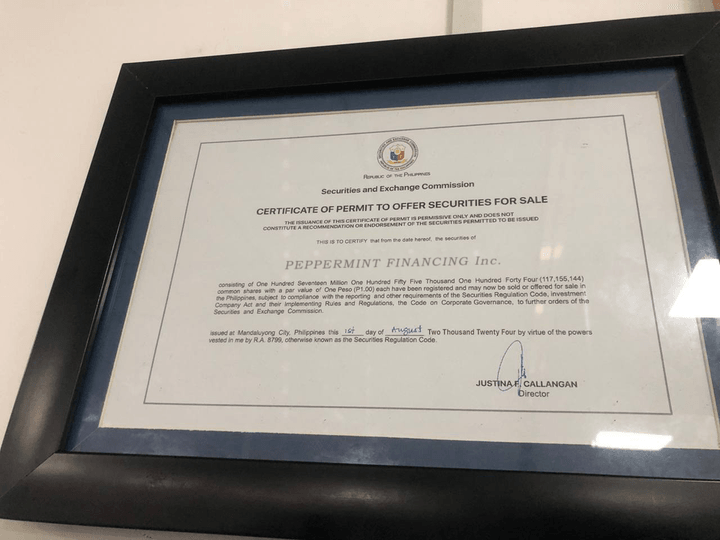 REPUBLIC OF THE PHILIPPINES
Securities and Exchange Commission
CERTIFICATE OF PERMIT TO OFFER SECURITIES FOR SALE
THE ISSUANCE OF THIS CERTIFICATE OF PERMIT IS PERMISSIVE ONLY AND DOES NOT
CONSTITUTE A RECOMMENDATION OR ENDORSEMENT OF THE SECURITIES PERMITTED TO BE ISSUED
THIS IS TO CERTIFY that from the date hereof, the securities of
PEPPERMINT FINANCING Inc.
consisting of One Hundred Seventeen Million One Hundred Fifty Five Thousand One Hundred Forty Four (117,155,144)
common shares with a par value of One Peso (P1.00) each have been registered and may now be sold or offered for sale in
the Philippines, subject to compliance with the reporting and other requirements of the Securities Regulation Code, Investment
Company Act and their Implementing Rules and Regulations, the Code on Corporate Governance, to further orders of the
Securities and Exchange Commission.
issued at Mandaluyong City, Philippines this 1st day of August Two Thousand Twenty Four by virtue of the powers
vested in me by R.A. 8799, otherwise known as the Securities Regulation Code.
JUSTINA F. CALLANGAN
Director